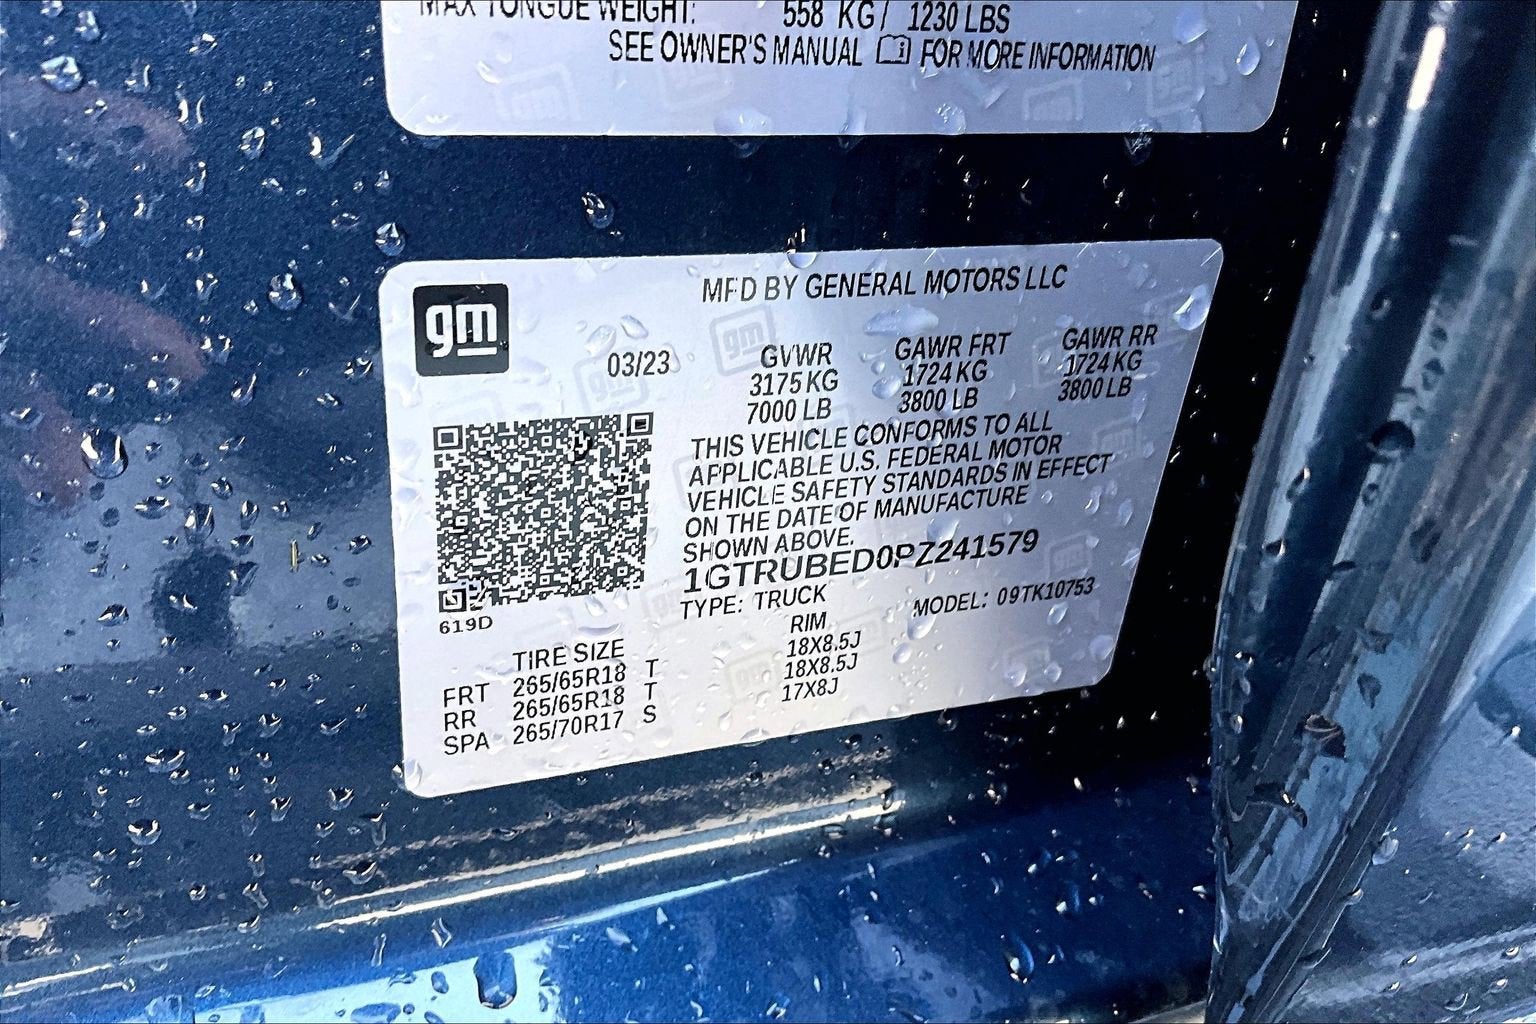 MAX TONGUE WEIGHT: 558 KG / 1230 LBS
SEE OWNER'S MANUAL i FOR MORE INFORMATION
gm
MFD BY GENERAL MOTORS LLC
03/23
GVWR GAWR FRT GAWR RR
3175 KG 1724 KG 1724 KG
7000 LB 3800 LB 3800 LB
THIS VEHICLE CONFORMS TO ALL
APPLICABLE U.S. FEDERAL MOTOR
VEHICLE SAFETY STANDARDS IN EFFECT
ON THE DATE OF MANUFACTURE
SHOWN ABOVE.
1GTRUBED0PZ241579
TYPE: TRUCK MODEL: 09TK10753
619D
TIRE SIZE RIM
FRT 265/65R18 T 18X8.5J
RR 265/65R18 T 18X8.5J
SPA 265/70R17 S 17X8J